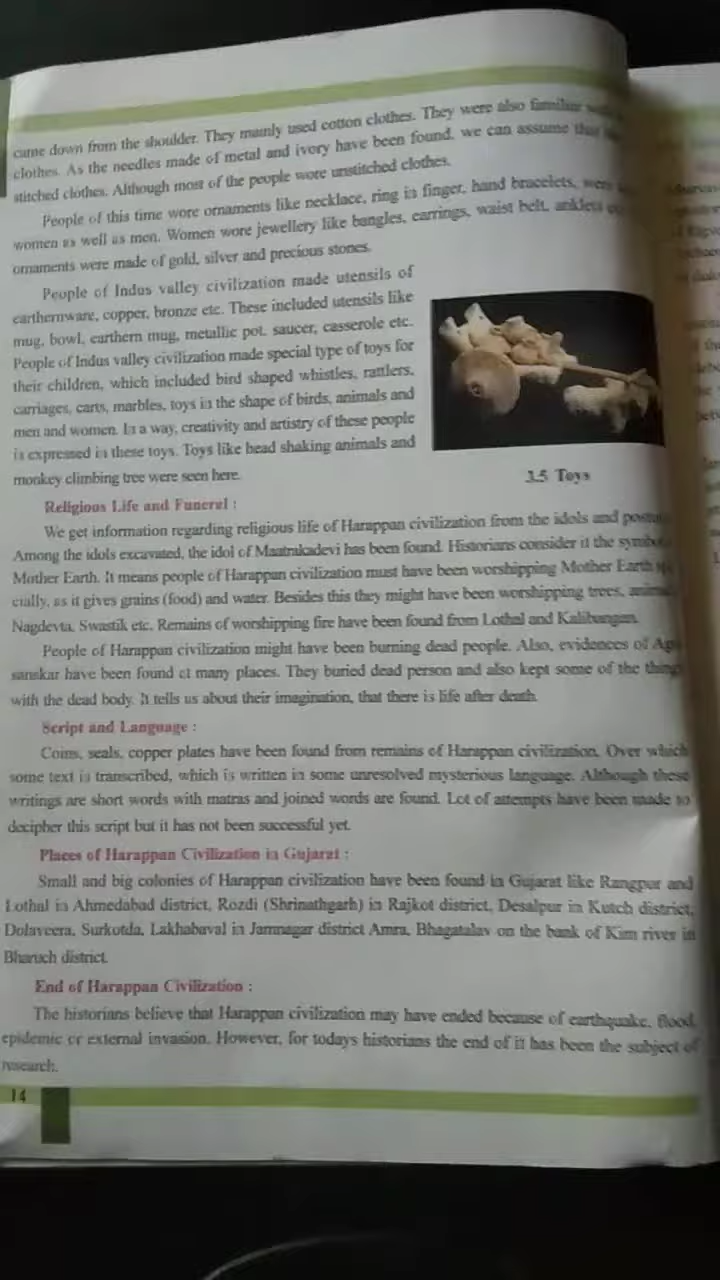 came down from the shoulder. They mainly used cotton clothes. They were also familiar
clothes. As the needles made of metal and ivory have been found, we can assume that
stitched clothes. Although most of the people wore unstitched clothes.
People of this time wore ornaments like necklace, ring in finger, hand bracelets, were
women as well as men. Women wore jewellery like bangles, earrings, waist belt, anklets
ornaments were made of gold, silver and precious stones.
People of Indus valley civilization made utensils of
earthernware, copper, bronze etc. These included utensils like
mug, bowl, earthern mug, metallic pot, saucer, casserole etc.
People of Indus valley civilization made special type of toys for
their children, which included bird shaped whistles, rattlers,
carriages, carts, marbles, toys in the shape of birds, animals and
men and women. In a way, creativity and artistry of these people
is expressed in these toys. Toys like head shaking animals and
monkey climbing tree were seen here.
3.5 Toys
Religious Life and Funeral :
We get information regarding religious life of Harappan civilization from the idols and
Among the idols excavated, the idol of Maatrakadevi has been found. Historians consider it the
Mother Earth. It means people of Harappan civilization must have been worshipping Mother Earth
cially, as it gives grains (food) and water. Besides this they might have been worshipping trees,
Nagdevta, Swastik etc. Remains of worshipping fire have been found from Lothal and Kalibangan.
People of Harappan civilization might have been burning dead people. Also, evidences of
sanskar have been found at many places. They buried dead person and also kept some of the
with the dead body. It tells us about their imagination, that there is life after death.
Script and Language :
Coins, seals, copper plates have been found from remains of Harappan civilization. Over which
some text is transcribed, which is written in some unresolved mysterious language. Although these
writings are short words with matras and joined words are found. Lot of attempts have been made to
decipher this script but it has not been successful yet.
Places of Harappan Civilization in Gujarat :
Small and big colonies of Harappan civilization have been found in Gujarat like Rangpur and
Lothal in Ahmedabad district, Rozdi (Shrinathgarh) in Rajkot district, Desalpur in Kutch district,
Dolaveera, Surkotda, Lakhabaval in Jamnagar district Amra, Bhagatalav on the bank of Kim river in
Bharuch district.
End of Harappan Civilization :
The historians believe that Harappan civilization may have ended because of earthquake, flood,
epidemic or external invasion. However, for todays historians the end of it has been the subject of
research.
14